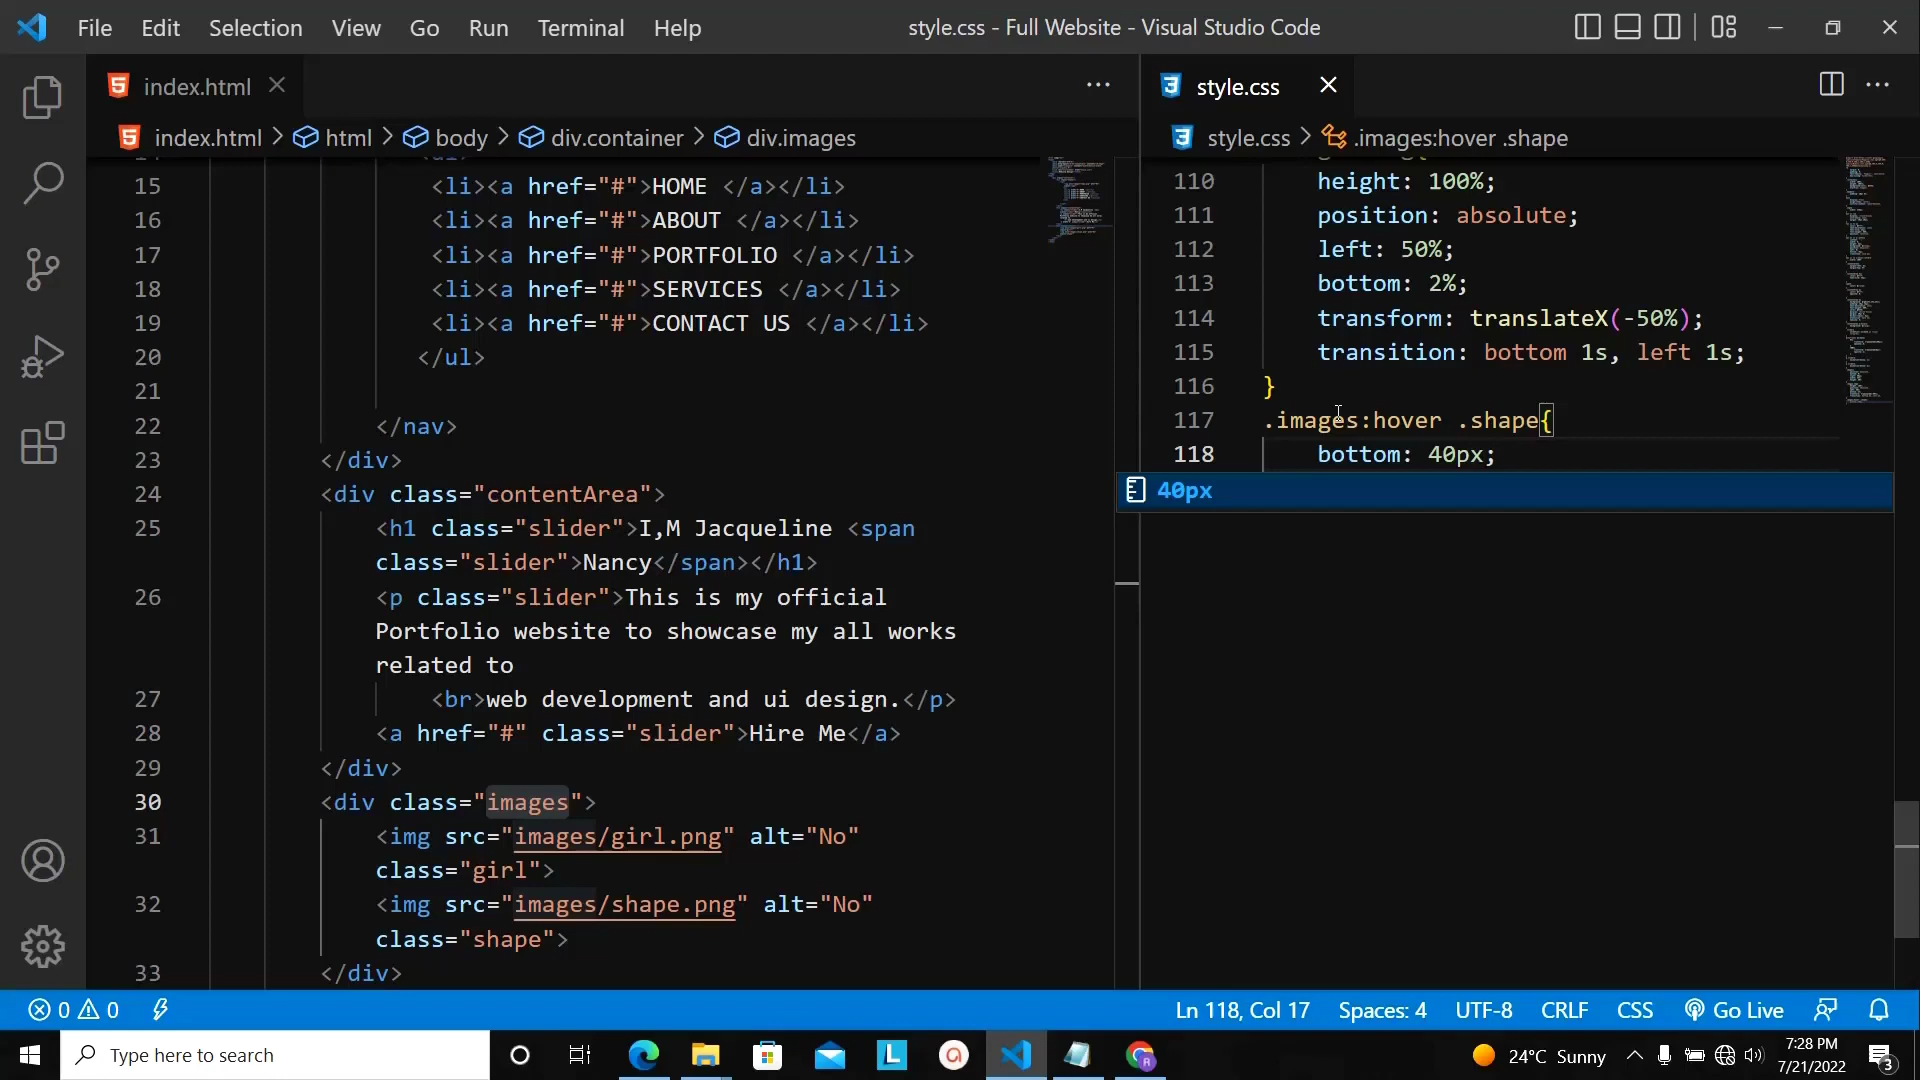 File Edit Selection View Go Run Terminal Help style.css - Full Website - Visual Studio Code
index.html
index.html > html > body > div.container > div.images
15 <li><a href="#">HOME </a></li>
16 <li><a href="#">ABOUT </a></li>
17 <li><a href="#">PORTFOLIO </a></li>
18 <li><a href="#">SERVICES </a></li>
19 <li><a href="#">CONTACT US </a></li>
20 </ul>
21
22 </nav>
23 </div>
24 <div class="contentArea">
25 <h1 class="slider">I,M Jacqueline <span
class="slider">Nancy</span></h1>
26 <p class="slider">This is my official
Portfolio website to showcase my all works
related to
27 <br>web development and ui design.</p>
28 <a href="#" class="slider">Hire Me</a>
29 </div>
30 <div class="images">
31 <img src="images/girl.png" alt="No"
class="girl">
32 <img src="images/shape.png" alt="No"
class="shape">
33 </div>
style.css
style.css > .images:hover .shape
110 height: 100%;
111 position: absolute;
112 left: 50%;
113 bottom: 2%;
114 transform: translateX(-50%);
115 transition: bottom 1s, left 1s;
116 }
117 .images:hover .shape{
118 bottom: 40px;
40px
0 0 Ln 118, Col 17 Spaces: 4 UTF-8 CRLF CSS Go Live
Type here to search
24°C Sunny
7:28 PM
7/21/2022
3